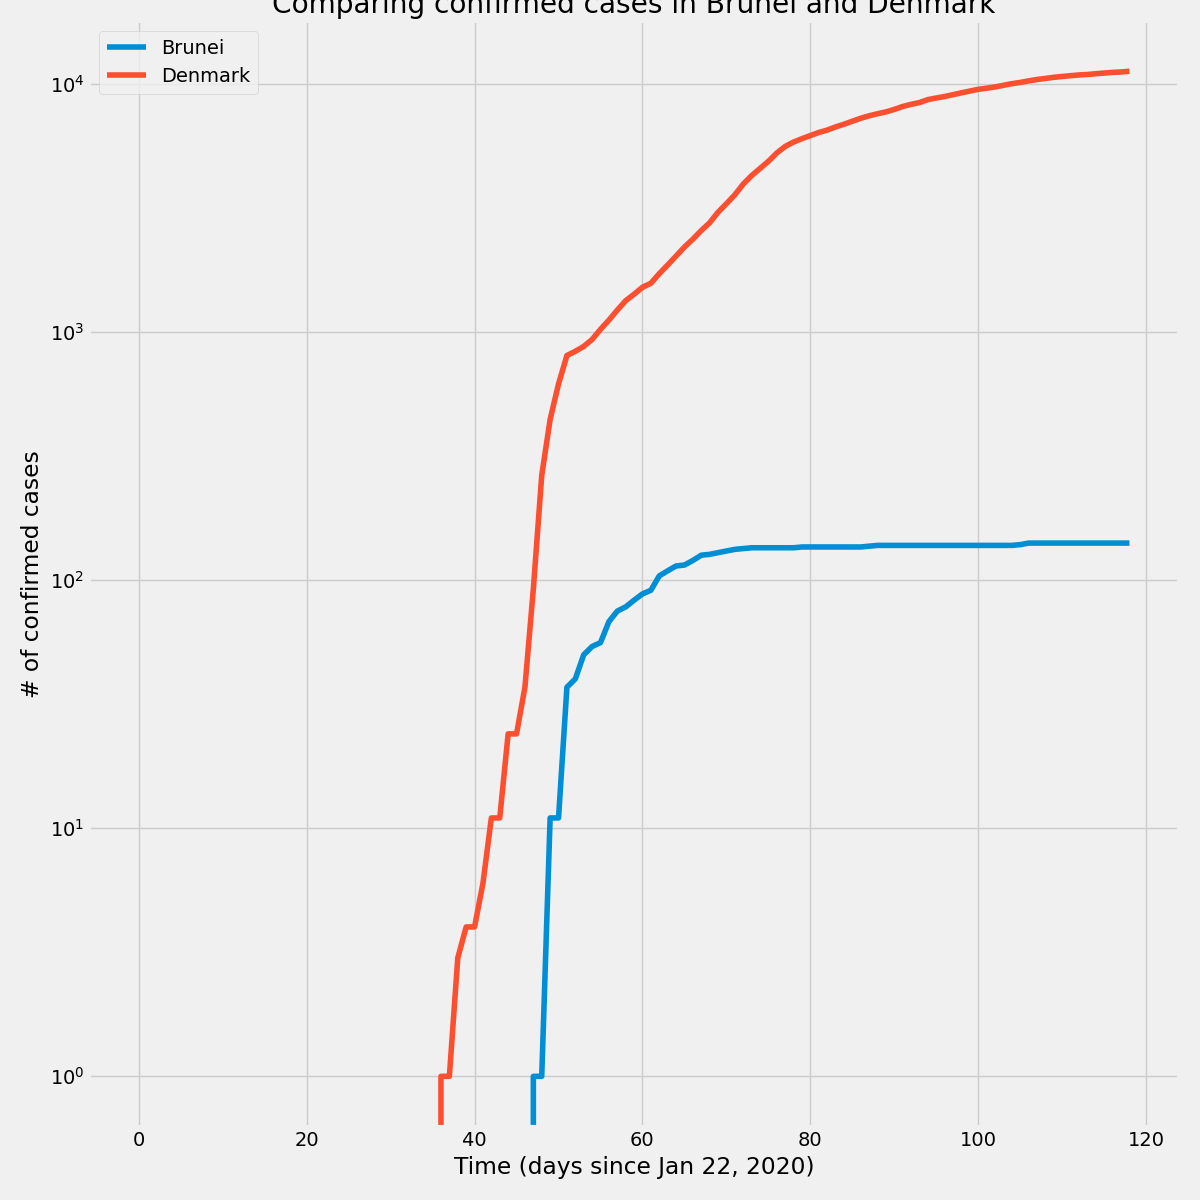 Comparing confirmed cases in Brunei and Denmark
Brunei
Denmark
10⁴
10³
10²
10¹
10⁰
# of confirmed cases
0 20 40 60 80 100 120
Time (days since Jan 22, 2020)